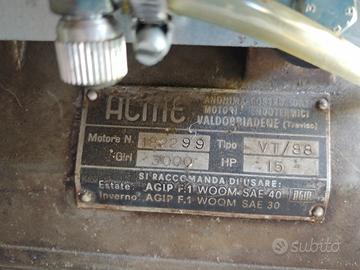 ACME
ANONIMA COSTRUZIONI
MOTORI ENDOTERMICI
VALDOBBIADENE (Treviso)
Motore N. Tipo VT/88
Giri 3000 HP 15
SI RACCOMANDA DI USARE:
Estate: AGIP F.1 WOOM SAE 40 AGIP
Inverno: AGIP F.1 WOOM SAE 30
subito